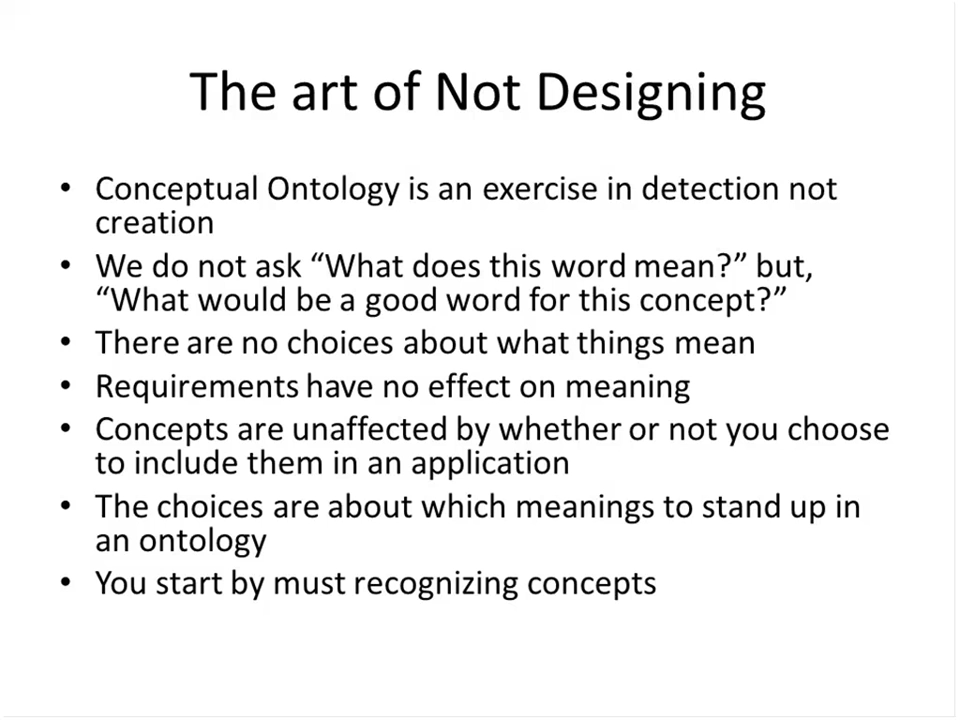 The art of Not Designing
• Conceptual Ontology is an exercise in detection not
creation
• We do not ask “What does this word mean?” but,
“What would be a good word for this concept?”
• There are no choices about what things mean
• Requirements have no effect on meaning
• Concepts are unaffected by whether or not you choose
to include them in an application
• The choices are about which meanings to stand up in
an ontology
• You start by must recognizing concepts